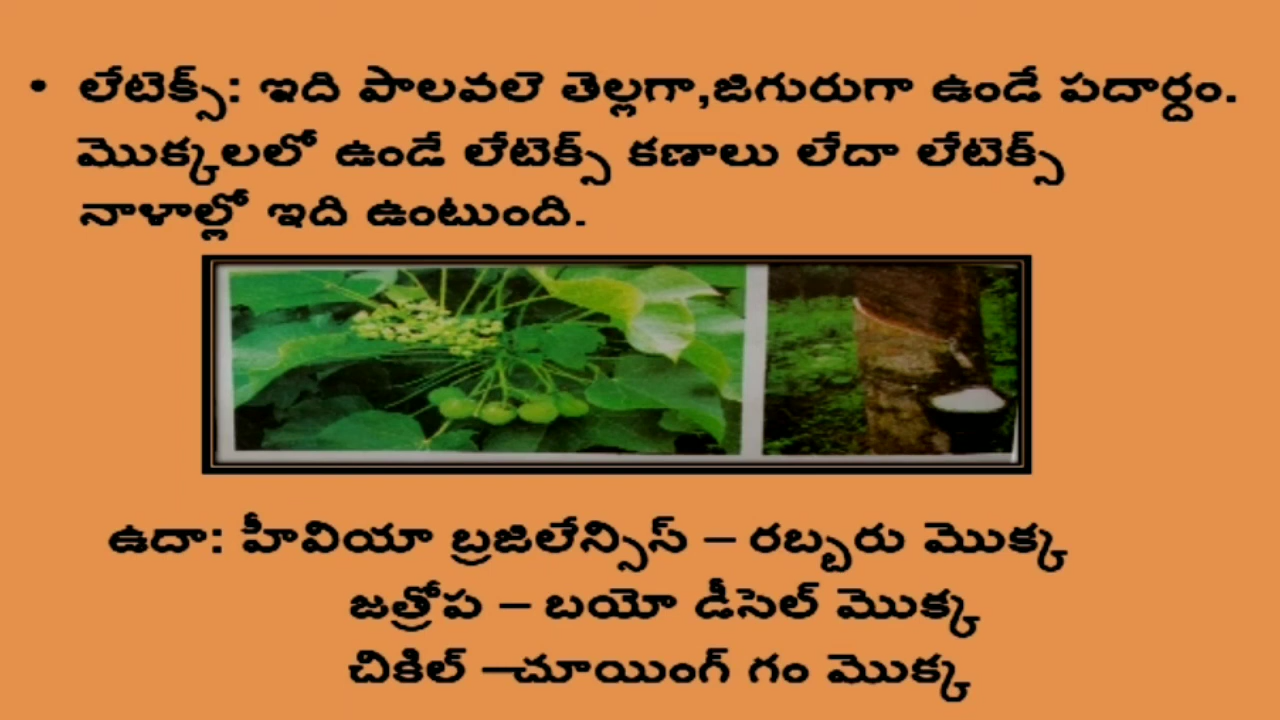 • లేటెక్స్: ఇది పాలవలె తెల్లగా,జిగురుగా ఉండే పదార్ధం.
మొక్కలలో ఉండే లేటెక్స్ కణాలు లేదా లేటెక్స్
నాళాల్లో ఇది ఉంటుంది.
ఉదా: హీవియా బ్రజిలేన్సిస్ – రబ్బరు మొక్క
జత్రోప – బయో డీసెల్ మొక్క
చికిల్ –చూయింగ్ గం మొక్క